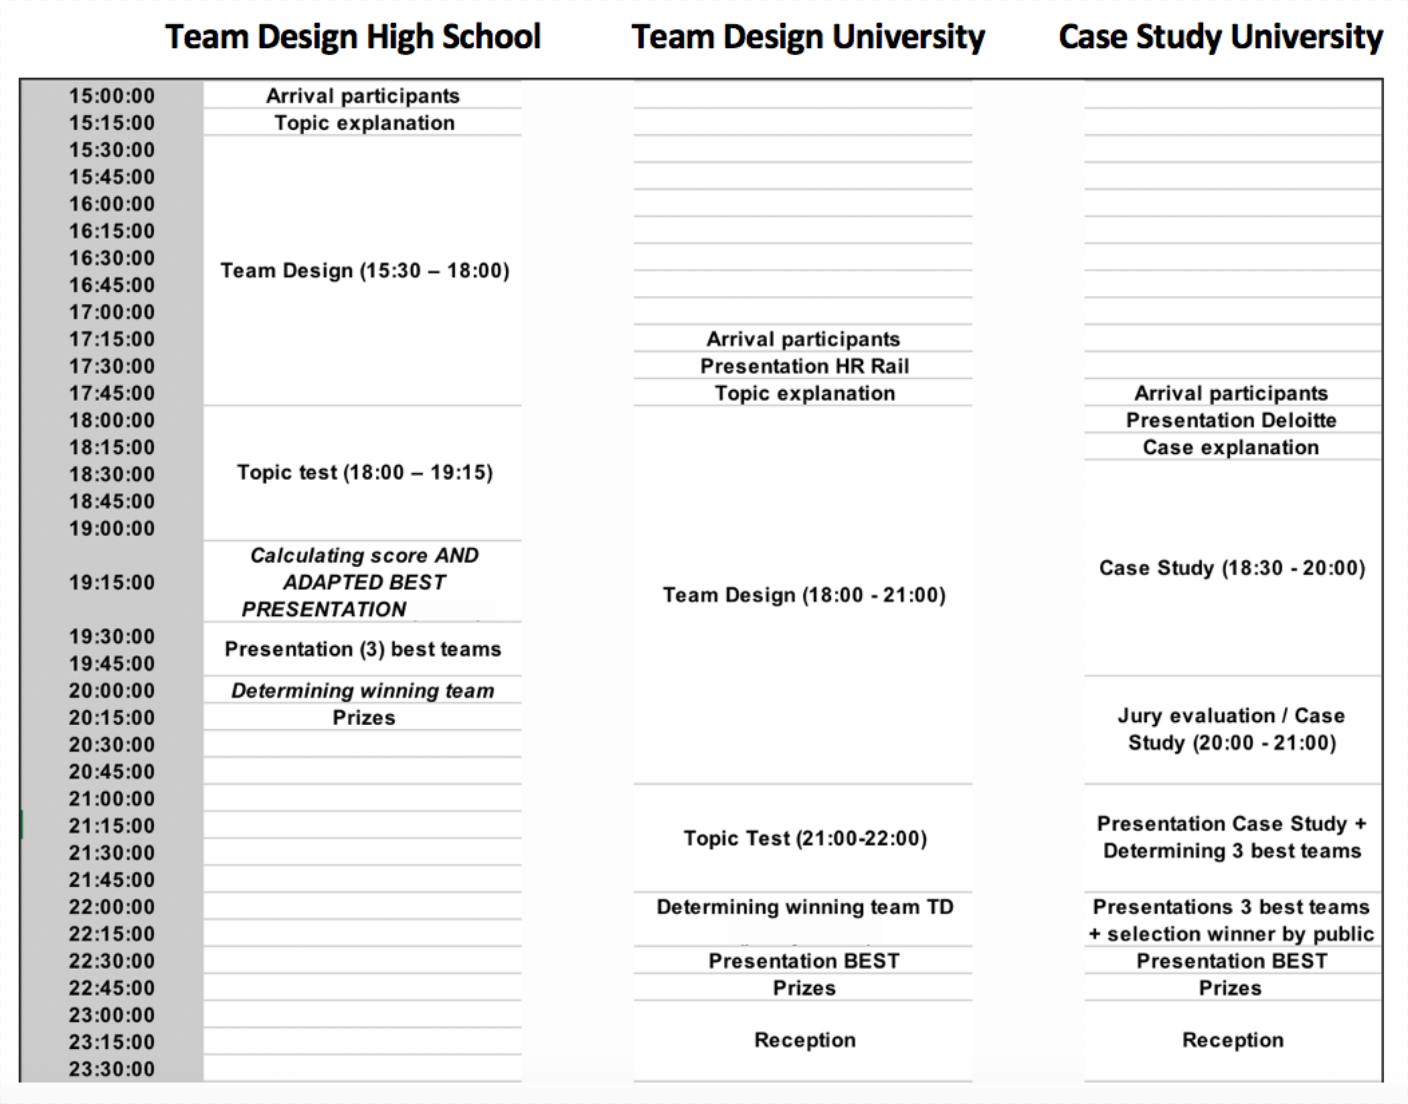 Team Design High School Team Design University Case Study University
15:00:00 Arrival participants
15:15:00 Topic explanation
15:30:00
15:45:00
16:00:00
16:15:00
16:30:00
Team Design (15:30 – 18:00)
16:45:00
17:00:00
17:15:00 Arrival participants
17:30:00 Presentation HR Rail
17:45:00 Topic explanation Arrival participants
18:00:00 Presentation Deloitte
18:15:00 Case explanation
18:30:00 Topic test (18:00 – 19:15)
18:45:00
19:00:00
Calculating score AND
Case Study (18:30 - 20:00)
19:15:00 ADAPTED BEST
Team Design (18:00 - 21:00)
PRESENTATION
19:30:00
Presentation (3) best teams
19:45:00
20:00:00 Determining winning team
20:15:00 Prizes Jury evaluation / Case
20:30:00 Study (20:00 - 21:00)
20:45:00
21:00:00
21:15:00 Presentation Case Study +
Topic Test (21:00-22:00)
21:30:00 Determining 3 best teams
21:45:00
22:00:00 Determining winning team TD Presentations 3 best teams
22:15:00 + selection winner by public
22:30:00 Presentation BEST Presentation BEST
22:45:00 Prizes Prizes
23:00:00
23:15:00 Reception Reception
23:30:00